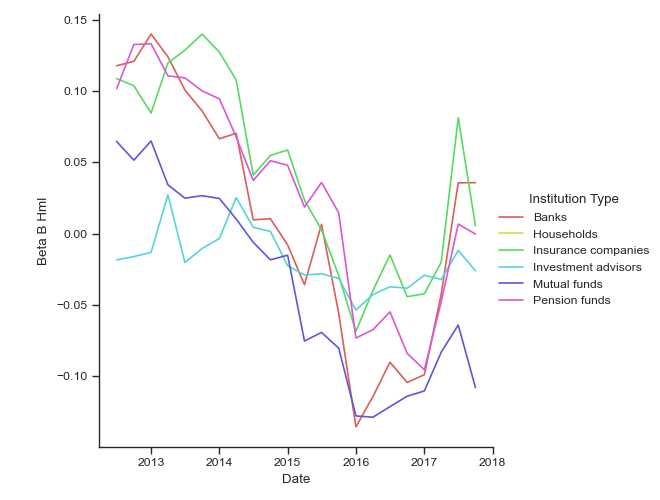 0.15
0.10
0.05
0.00
−0.05
−0.10
Beta B Hml
2013
2014
2015
2016
2017
2018
Date
Institution Type
Banks
Households
Insurance companies
Investment advisors
Mutual funds
Pension funds